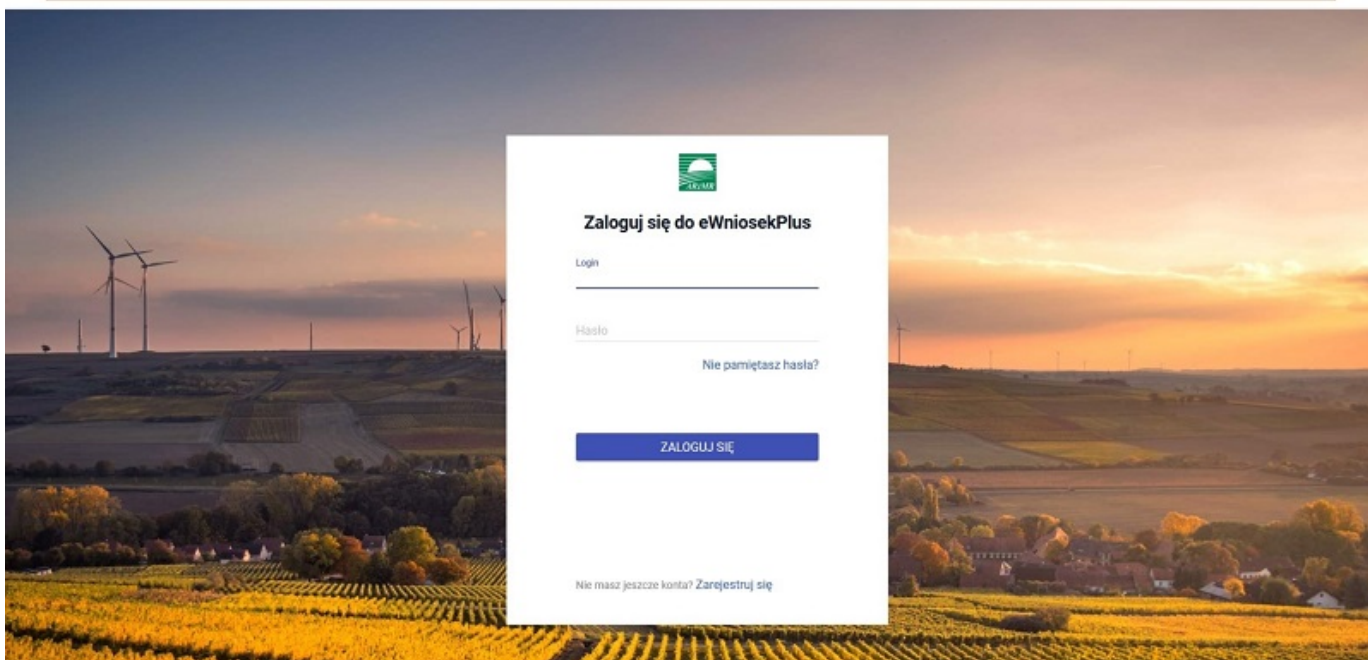 ARiMR
Zaloguj się do eWniosekPlus
Login
Hasło
Nie pamiętasz hasła?
ZALOGUJ SIĘ
Nie masz jeszcze konta? Zarejestruj się